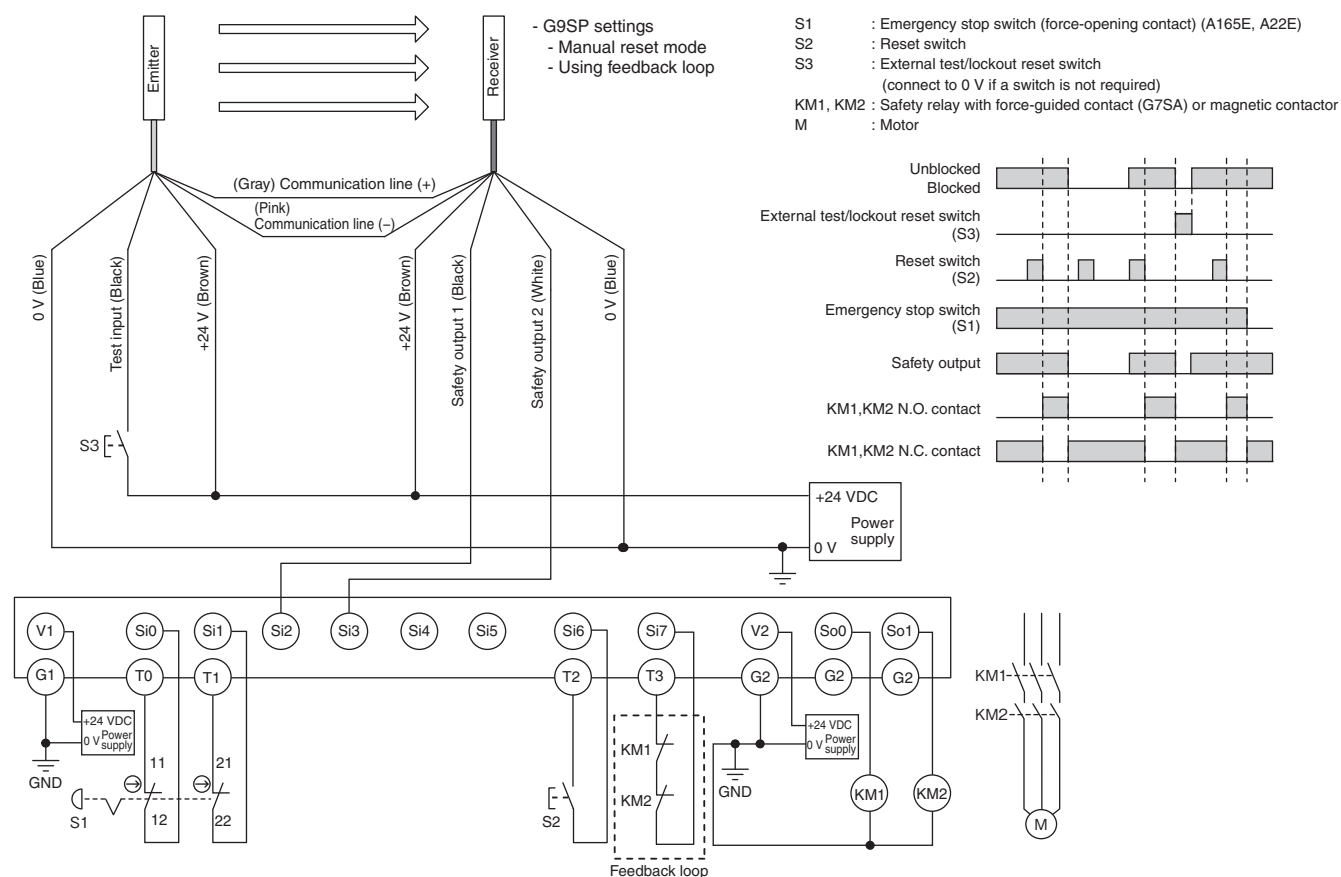 - G9SP settings
- Manual reset mode
- Using feedback loop
S1 : Emergency stop switch (force-opening contact) (A165E, A22E)
S2 : Reset switch
S3 : External test/lockout reset switch
(connect to 0 V if a switch is not required)
KM1, KM2 : Safety relay with force-guided contact (G7SA) or magnetic contactor
M : Motor
Emitter
Receiver
(Gray) Communication line (+)
(Pink)
Communication line (−)
0 V (Blue)
Test input (Black)
+24 V (Brown)
+24 V (Brown)
Safety output 1 (Black)
Safety output 2 (White)
0 V (Blue)
S3
+24 VDC
Power
supply
0 V
Unblocked
Blocked
External test/lockout reset switch
(S3)
Reset switch
(S2)
Emergency stop switch
(S1)
Safety output
KM1,KM2 N.O. contact
KM1,KM2 N.C. contact
V1
Si0
Si1
Si2
Si3
Si4
Si5
Si6
Si7
V2
So0
So1
G1
T0
T1
T2
T3
G2
G2
G2
+24 VDC
0 V Power
supply
GND
11
21
12
22
S1
S2
KM1
KM2
Feedback loop
+24 VDC
0 V Power
supply
GND
KM1
KM2
KM1
KM2
M